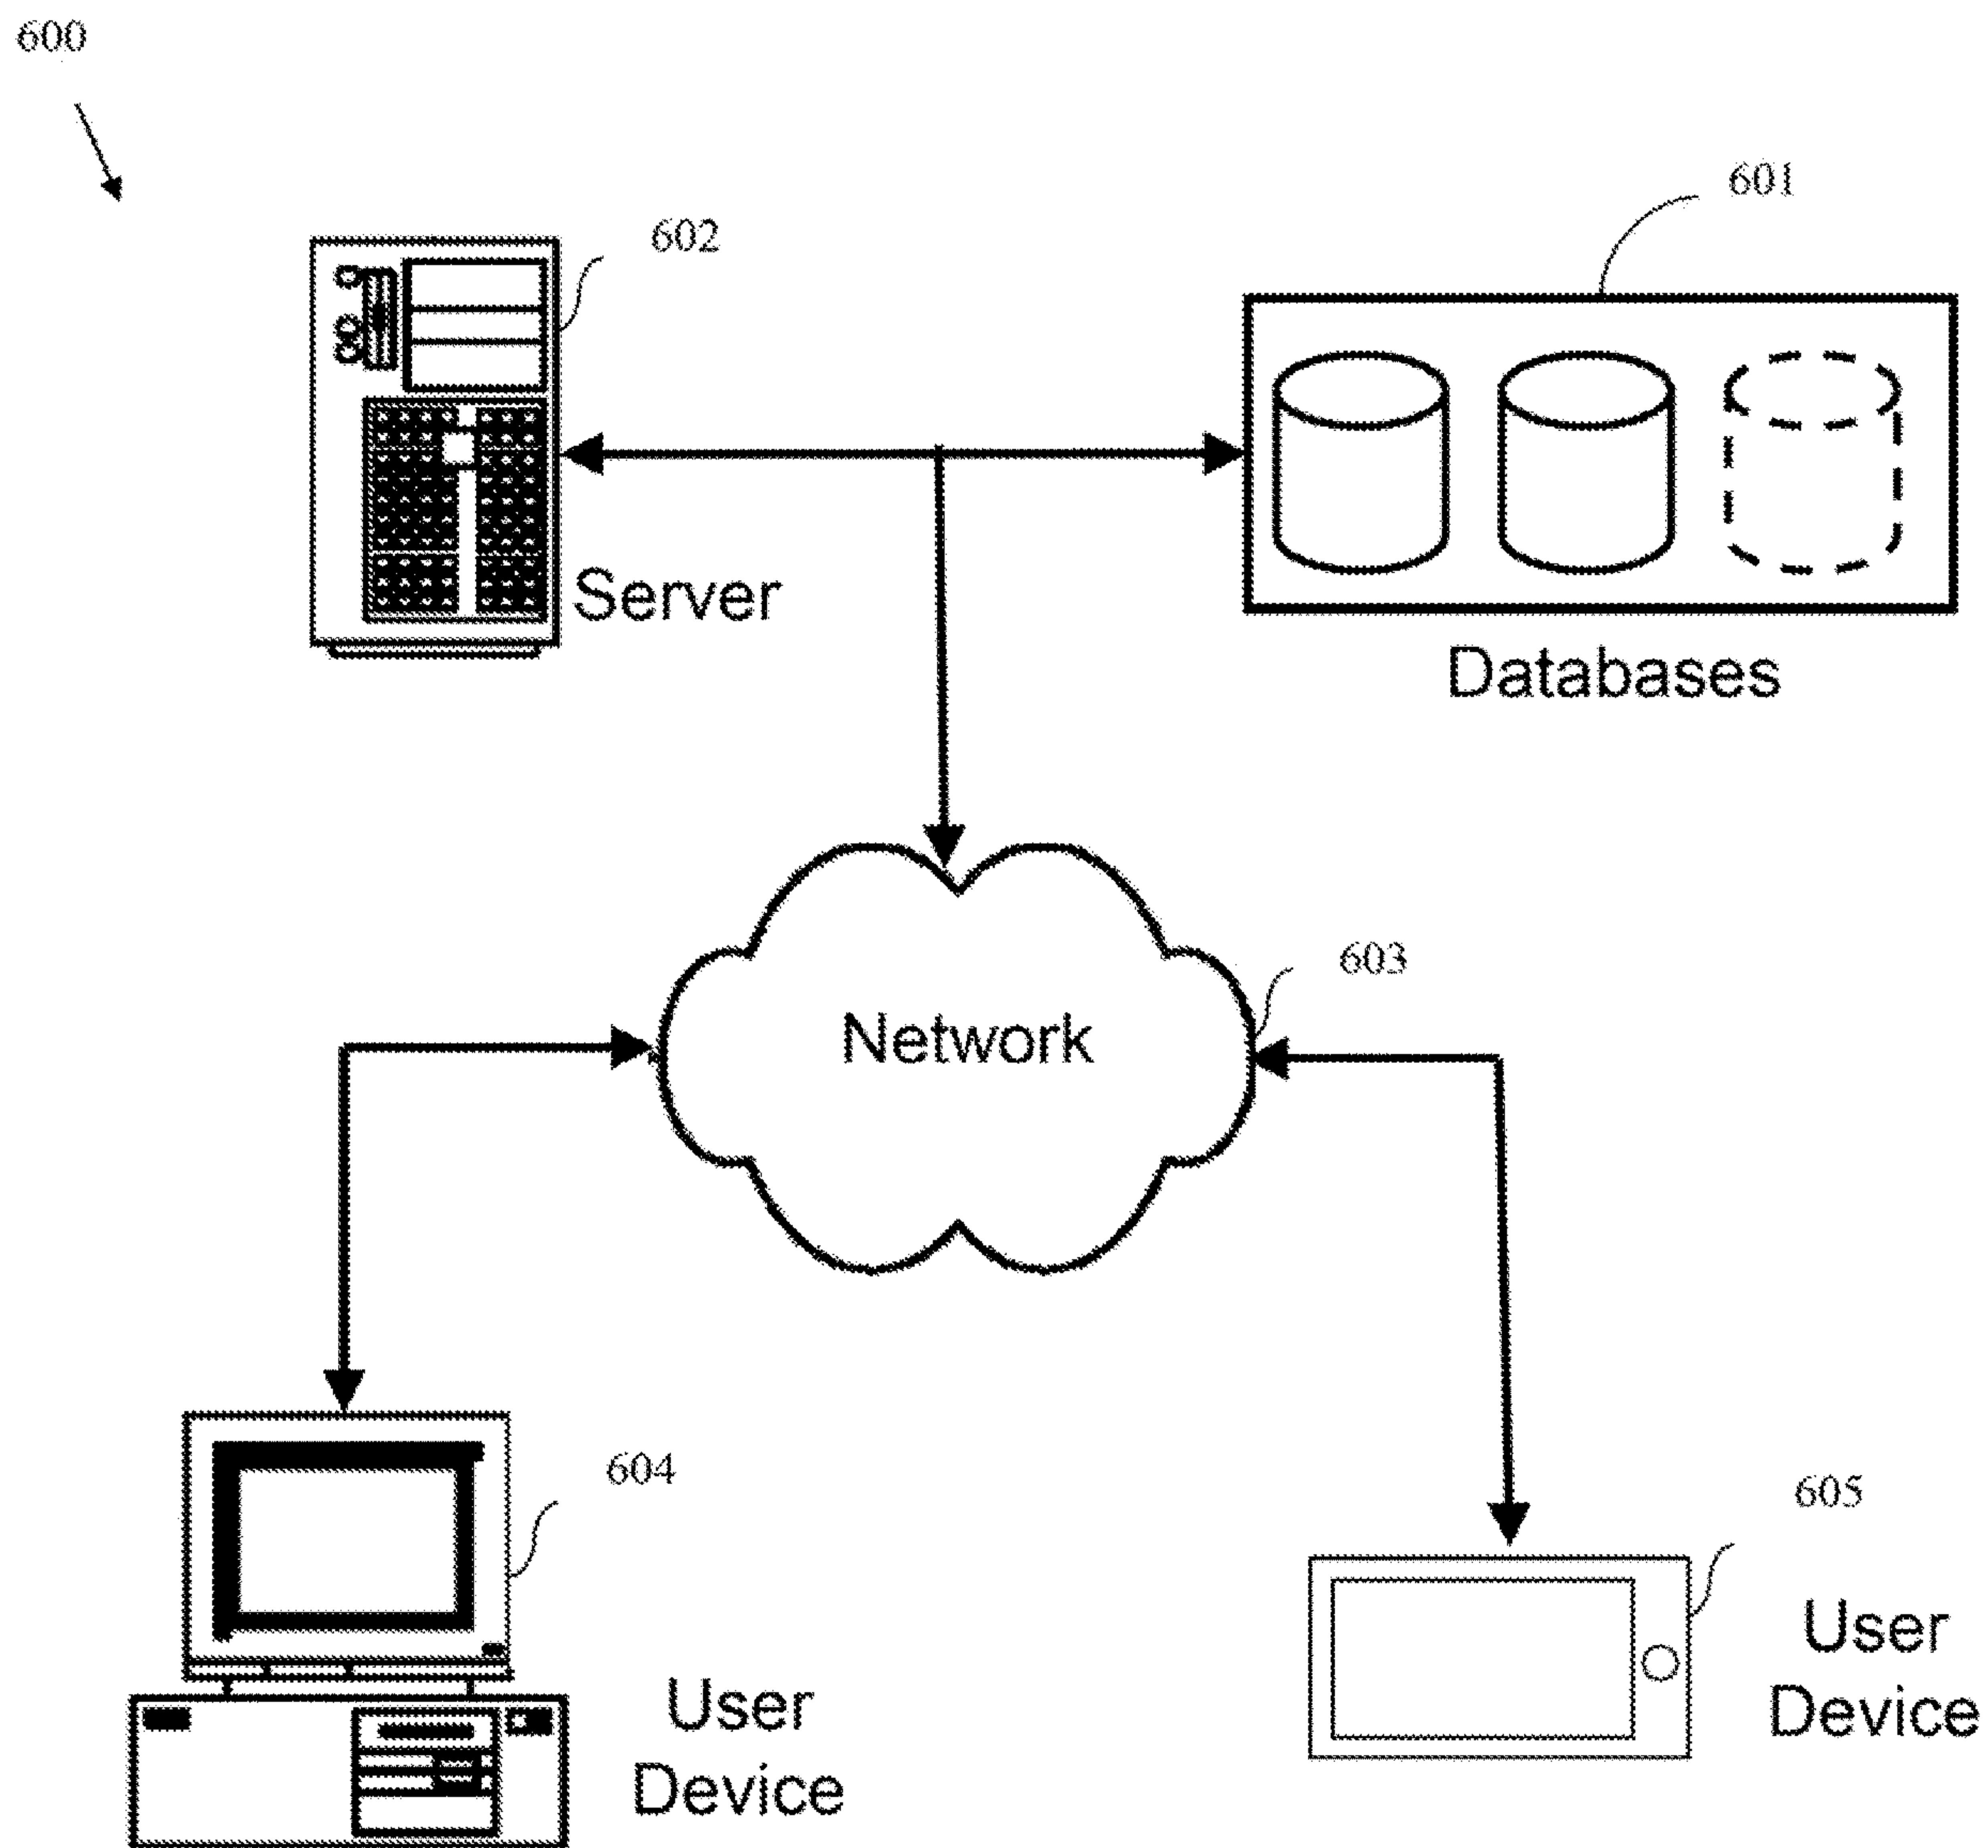 600
601
602
Server
Databases
603
Network
604
605
User
Device
User
Device